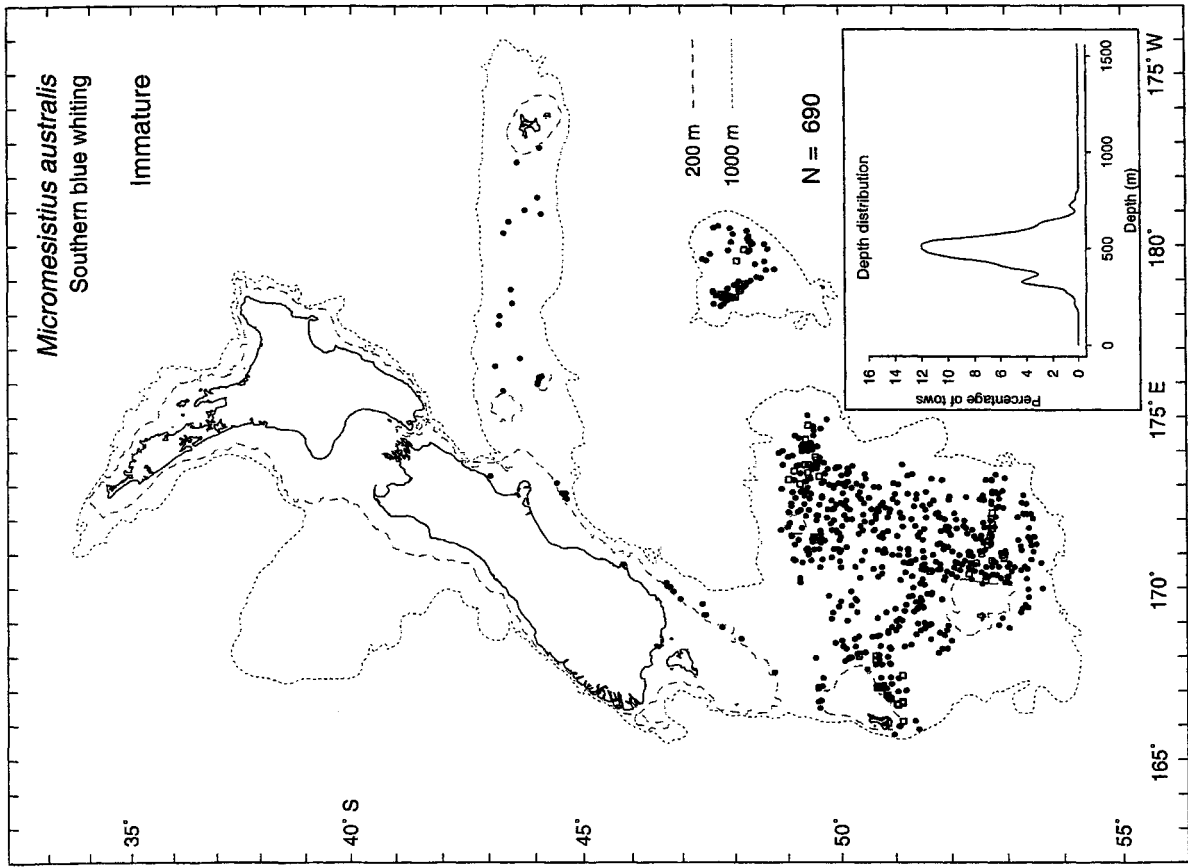 Micromesistius australis
Southern blue whiting
Immature
35°
40° S
45°
50°
55°
165°
170°
175° E
180°
175° W
200 m
1000 m
N = 690
Depth distribution
Percentage of tows
16
14
12
10
8
6
4
2
0
0
500
1000
1500
Depth (m)